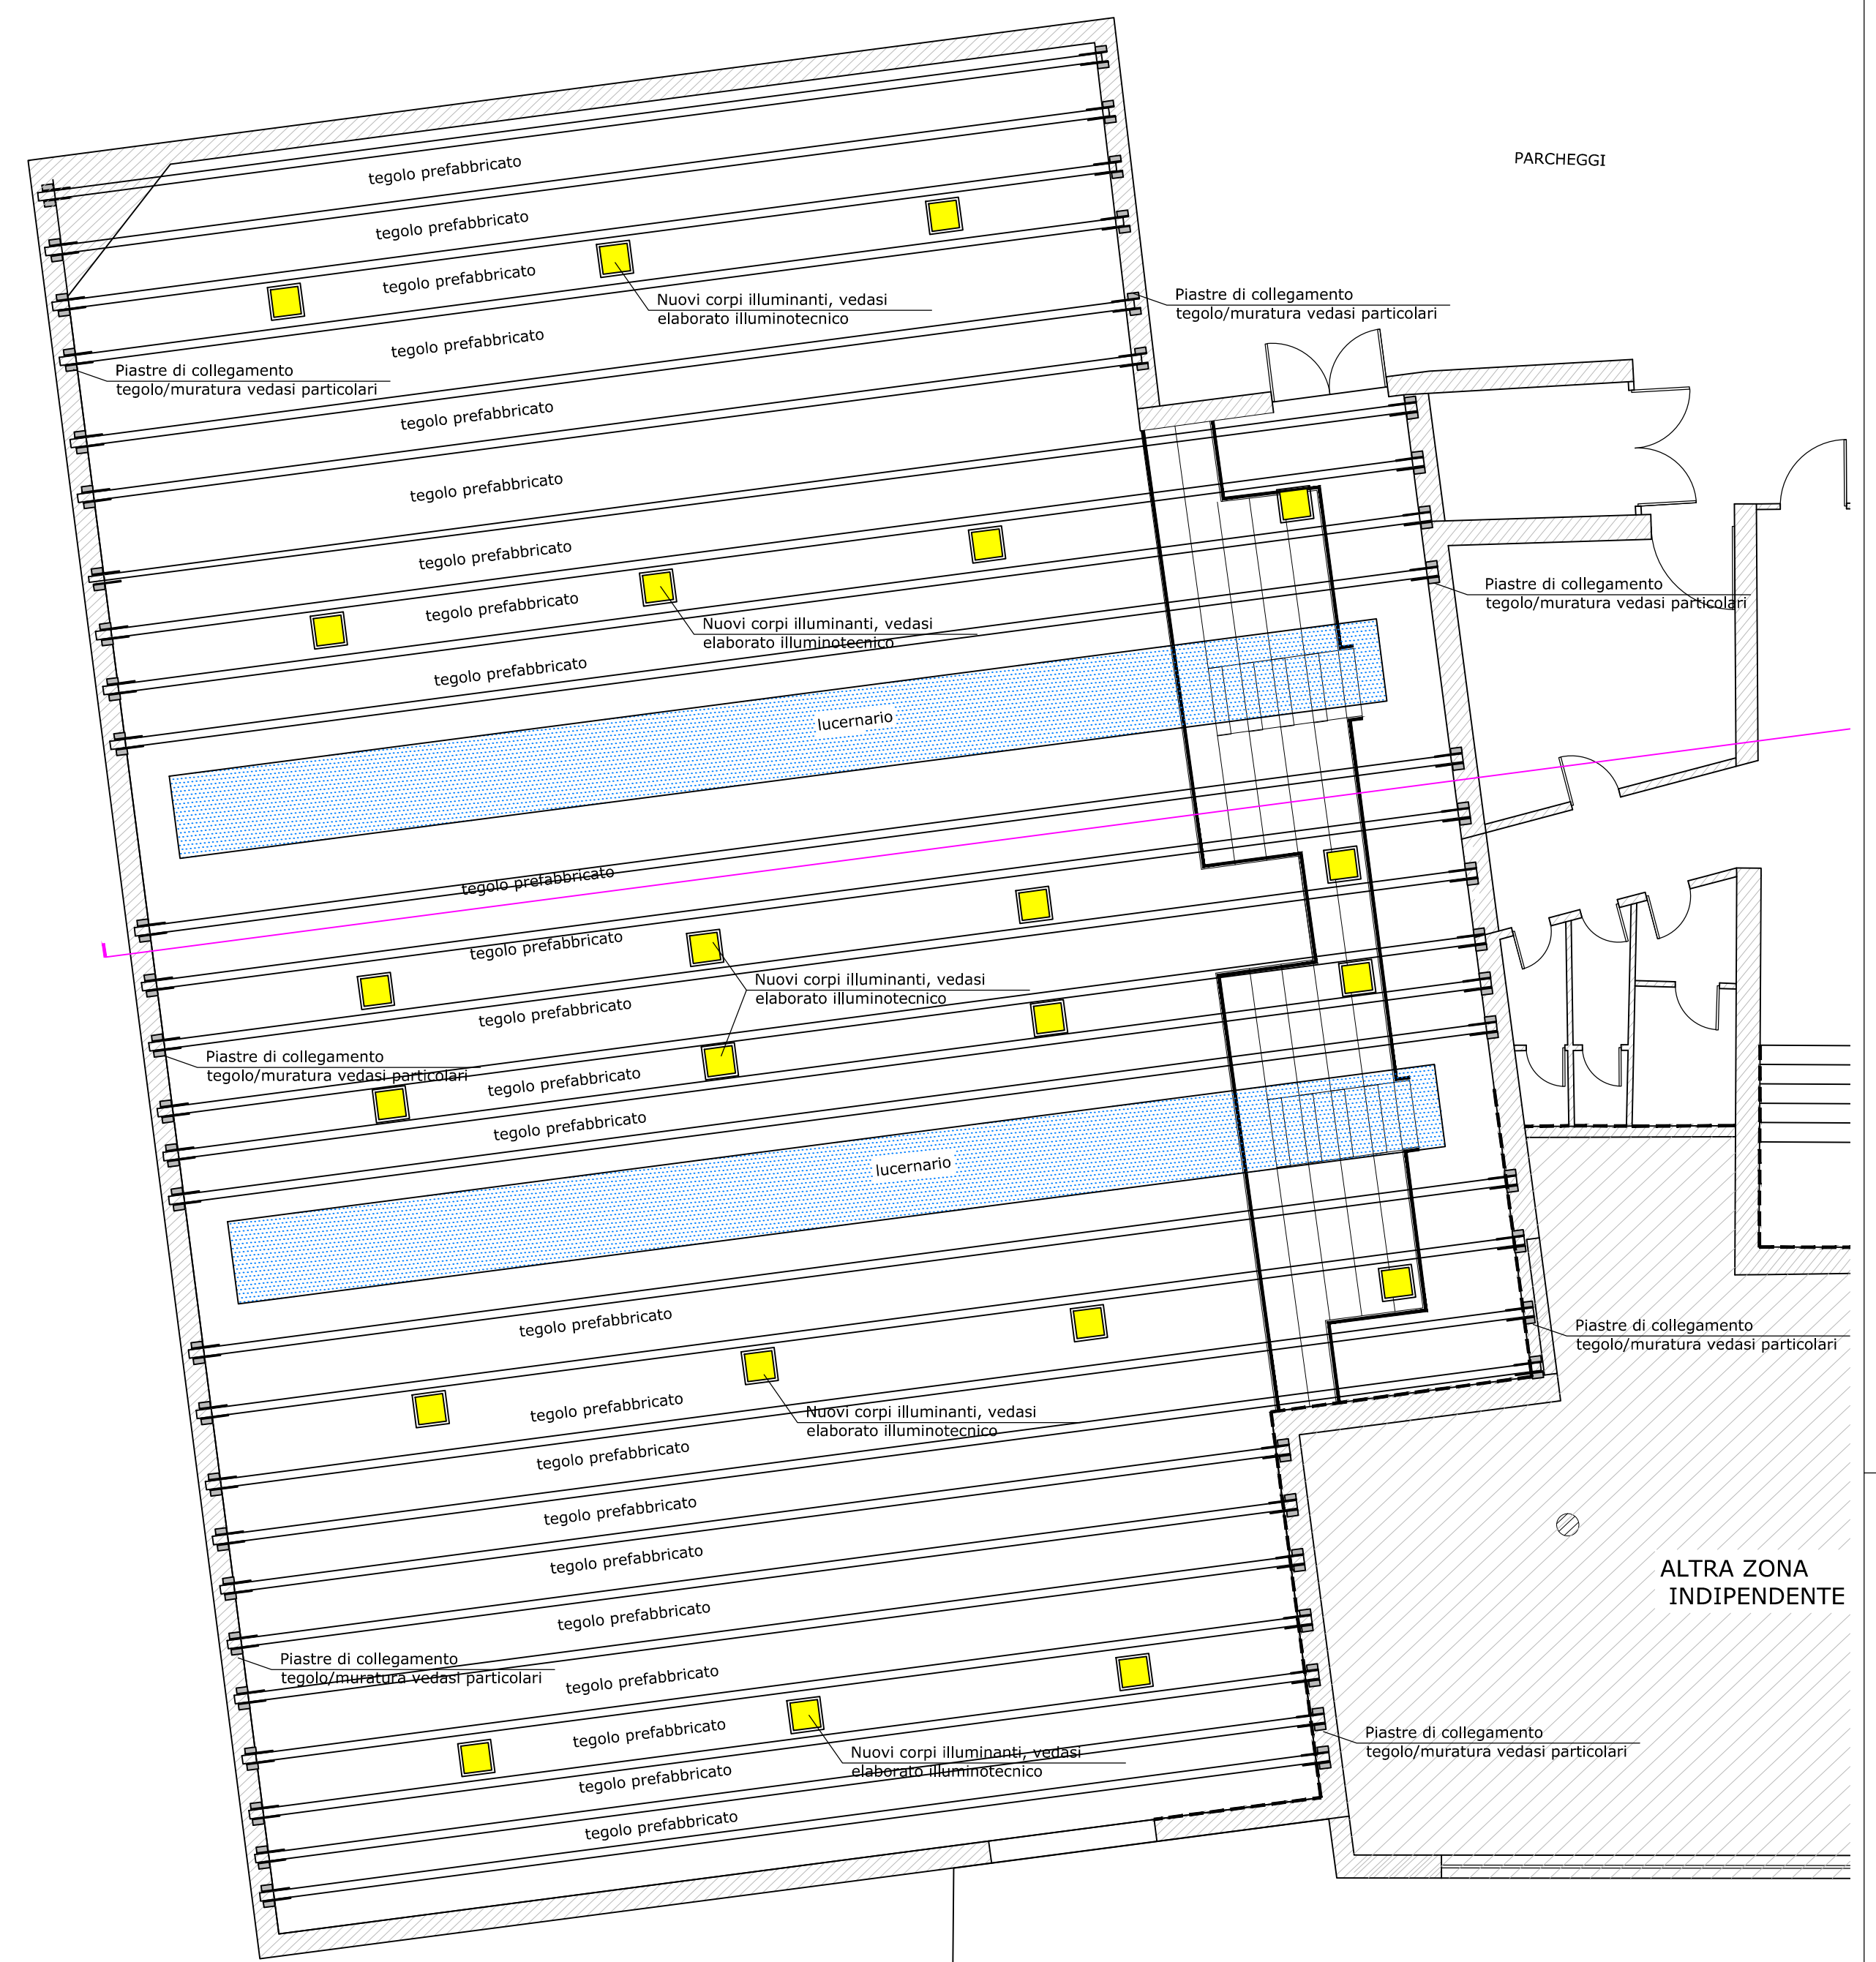 PARCHEGGI
tegolo prefabbricato
tegolo prefabbricato
tegolo prefabbricato
Nuovi corpi illuminanti, vedasi
elaborato illuminotecnico
Piastre di collegamento
tegolo/muratura vedasi particolari
tegolo prefabbricato
Piastre di collegamento
tegolo/muratura vedasi particolari
tegolo prefabbricato
tegolo prefabbricato
tegolo prefabbricato
tegolo prefabbricato
Nuovi corpi illuminanti, vedasi
elaborato illuminotecnico
Piastre di collegamento
tegolo/muratura vedasi particolari
tegolo prefabbricato
lucernario
tegolo prefabbricato
tegolo prefabbricato
Nuovi corpi illuminanti, vedasi
elaborato illuminotecnico
tegolo prefabbricato
Piastre di collegamento
tegolo/muratura vedasi particolari
tegolo prefabbricato
tegolo prefabbricato
lucernario
tegolo prefabbricato
Piastre di collegamento
tegolo/muratura vedasi particolari
tegolo prefabbricato
Nuovi corpi illuminanti, vedasi
elaborato illuminotecnico
tegolo prefabbricato
tegolo prefabbricato
tegolo prefabbricato
ALTRA ZONA
INDIPENDENTE
tegolo prefabbricato
Piastre di collegamento
tegolo/muratura vedasi particolari
tegolo prefabbricato
tegolo prefabbricato
Nuovi corpi illuminanti, vedasi
elaborato illuminotecnico
Piastre di collegamento
tegolo/muratura vedasi particolari
tegolo prefabbricato
tegolo prefabbricato